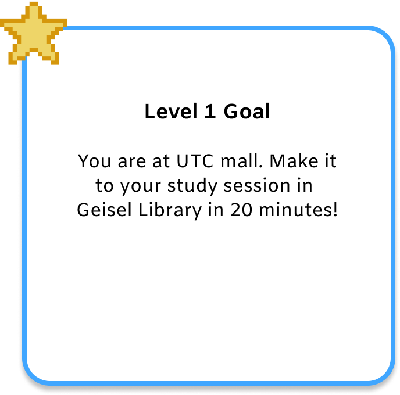 Level 1 Goal
You are at UTC mall. Make it
to your study session in
Geisel Library in 20 minutes!